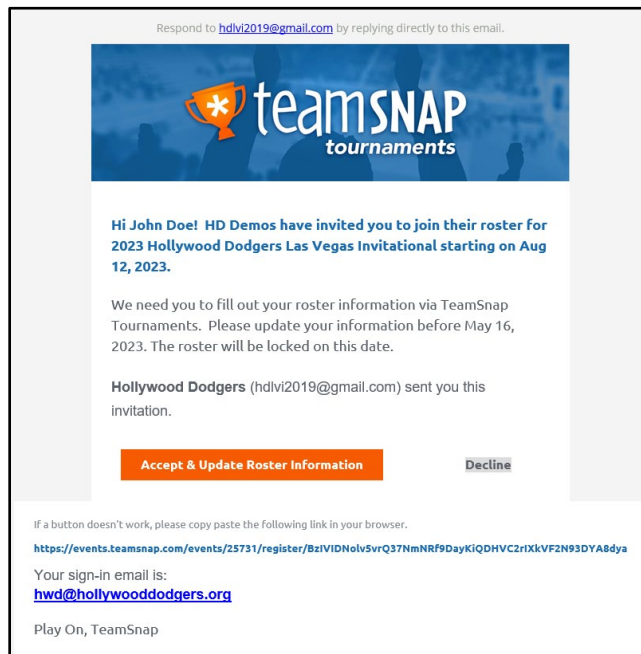 Respond to hdlvi2019@gmail.com by replying directly to this email.
teamSNAP
tournaments
Hi John Doe!  HD Demos have invited you to join their roster for
2023 Hollywood Dodgers Las Vegas Invitational starting on Aug
12, 2023.
We need you to fill out your roster information via TeamSnap
Tournaments.  Please update your information before May 16,
2023. The roster will be locked on this date.
Hollywood Dodgers (hdlvi2019@gmail.com) sent you this
invitation.
Accept & Update Roster Information
Decline
If a button doesn't work, please copy paste the following link in your browser.
https://events.teamsnap.com/events/25731/register/BzIVIDNolv5vrQ37NmNRf9DayKiQDHVC2rIXkVF2N93DYA8dya
Your sign-in email is:
hwd@hollywooddodgers.org
Play On, TeamSnap